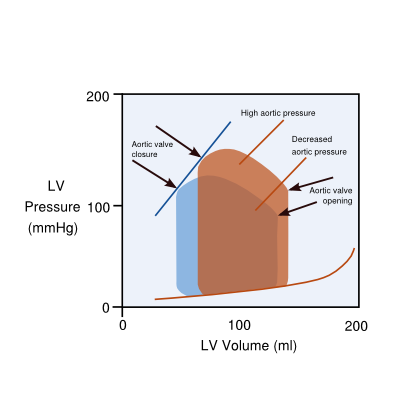 200
High aortic pressure
Decreased
aortic pressure
Aortic valve
closure
LV
Pressure
(mmHg)
100
Aortic valve
opening
0
0
100
200
LV Volume (ml)